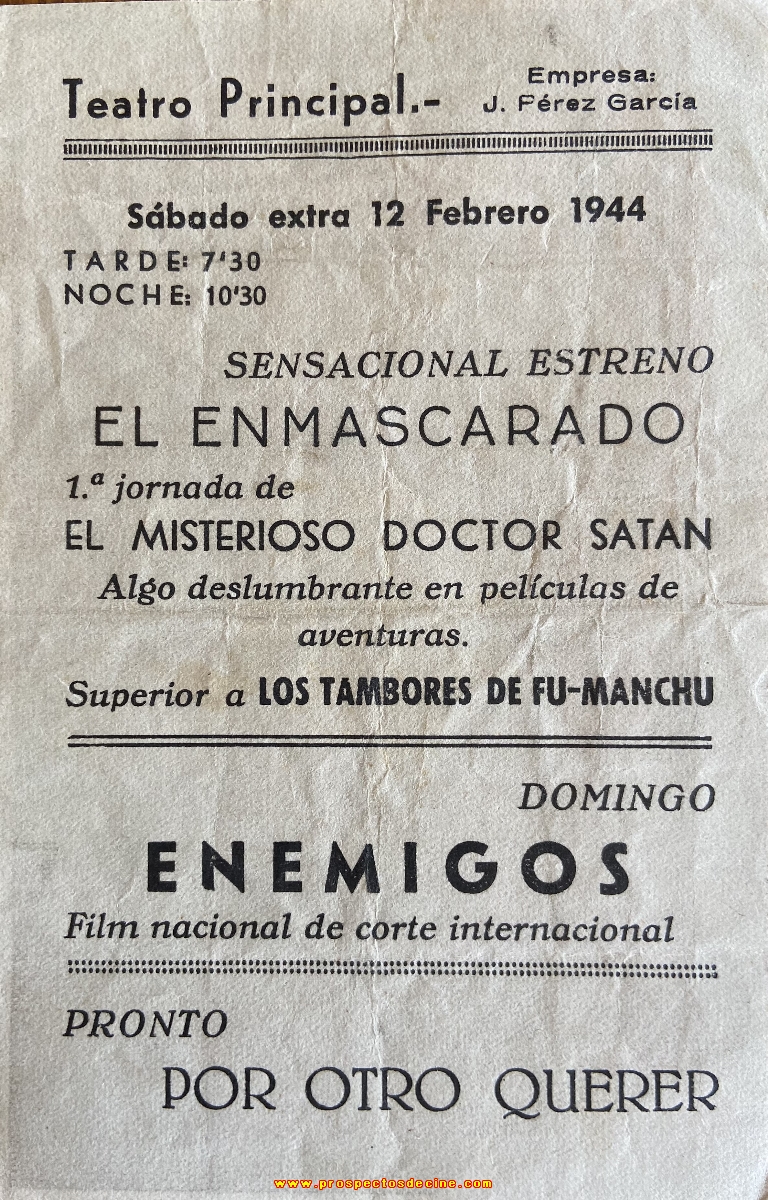 Teatro Principal.-
Empresa:
J. Pérez García
Sábado extra 12 Febrero 1944
TARDE: 7'30
NOCHE: 10'30
SENSACIONAL ESTRENO
EL ENMASCARADO
1.ª jornada de
EL MISTERIOSO DOCTOR SATAN
Algo deslumbrante en películas de
aventuras.
Superior a LOS TAMBORES DE FU-MANCHU
DOMINGO
ENEMIGOS
Film nacional de corte internacional
PRONTO
POR OTRO QUERER
www.prospectosdecine.com